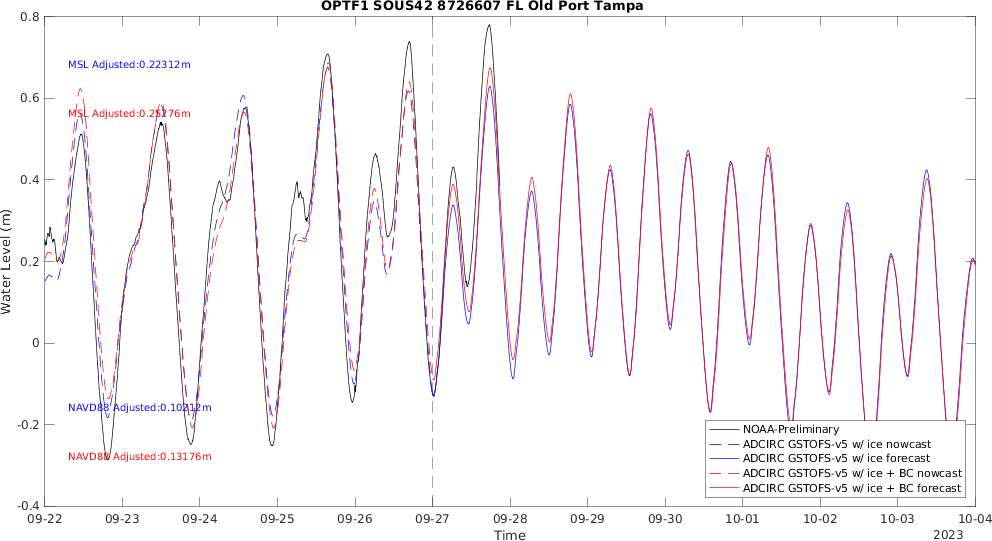 OPTF1 SOUS42 8726607 FL Old Port Tampa
0.8
0.6
0.4
0.2
0
-0.2
-0.4
Water Level (m)
MSL Adjusted:0.22312m
MSL Adjusted:0.25276m
NAVD88 Adjusted:0.10212m
NAVD88 Adjusted:0.13176m
NOAA-Preliminary
ADCIRC GSTOFS-v5 w/ ice nowcast
ADCIRC GSTOFS-v5 w/ ice forecast
ADCIRC GSTOFS-v5 w/ ice + BC nowcast
ADCIRC GSTOFS-v5 w/ ice + BC forecast
09-22 09-23 09-24 09-25 09-26 09-27 09-28 09-29 09-30 10-01 10-02 10-03 10-04
Time
2023